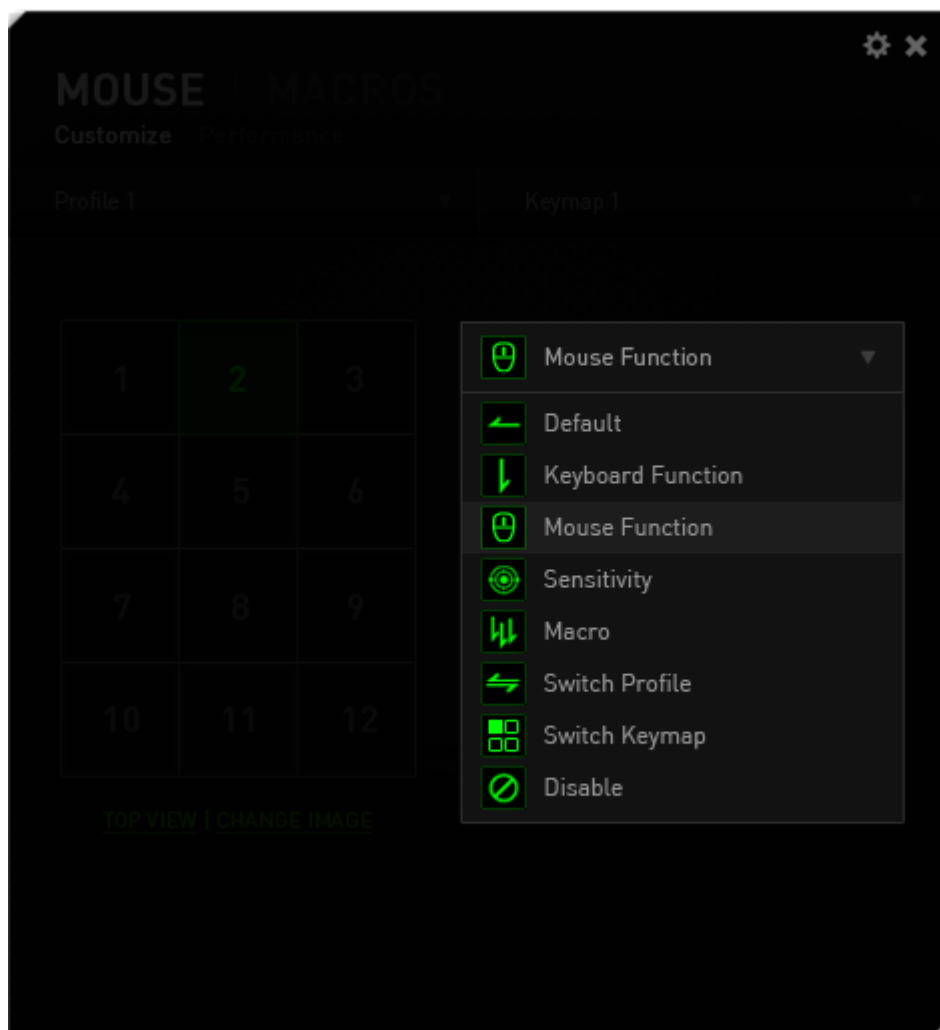 MOUSE | MACROS
Customize Performance
Profile 1 Keymap 1
1 2 3
4 5 6
7 8 9
10 11 12
TOP VIEW | CHANGE IMAGE
Mouse Function
Default
Keyboard Function
Mouse Function
Sensitivity
Macro
Switch Profile
Switch Keymap
Disable